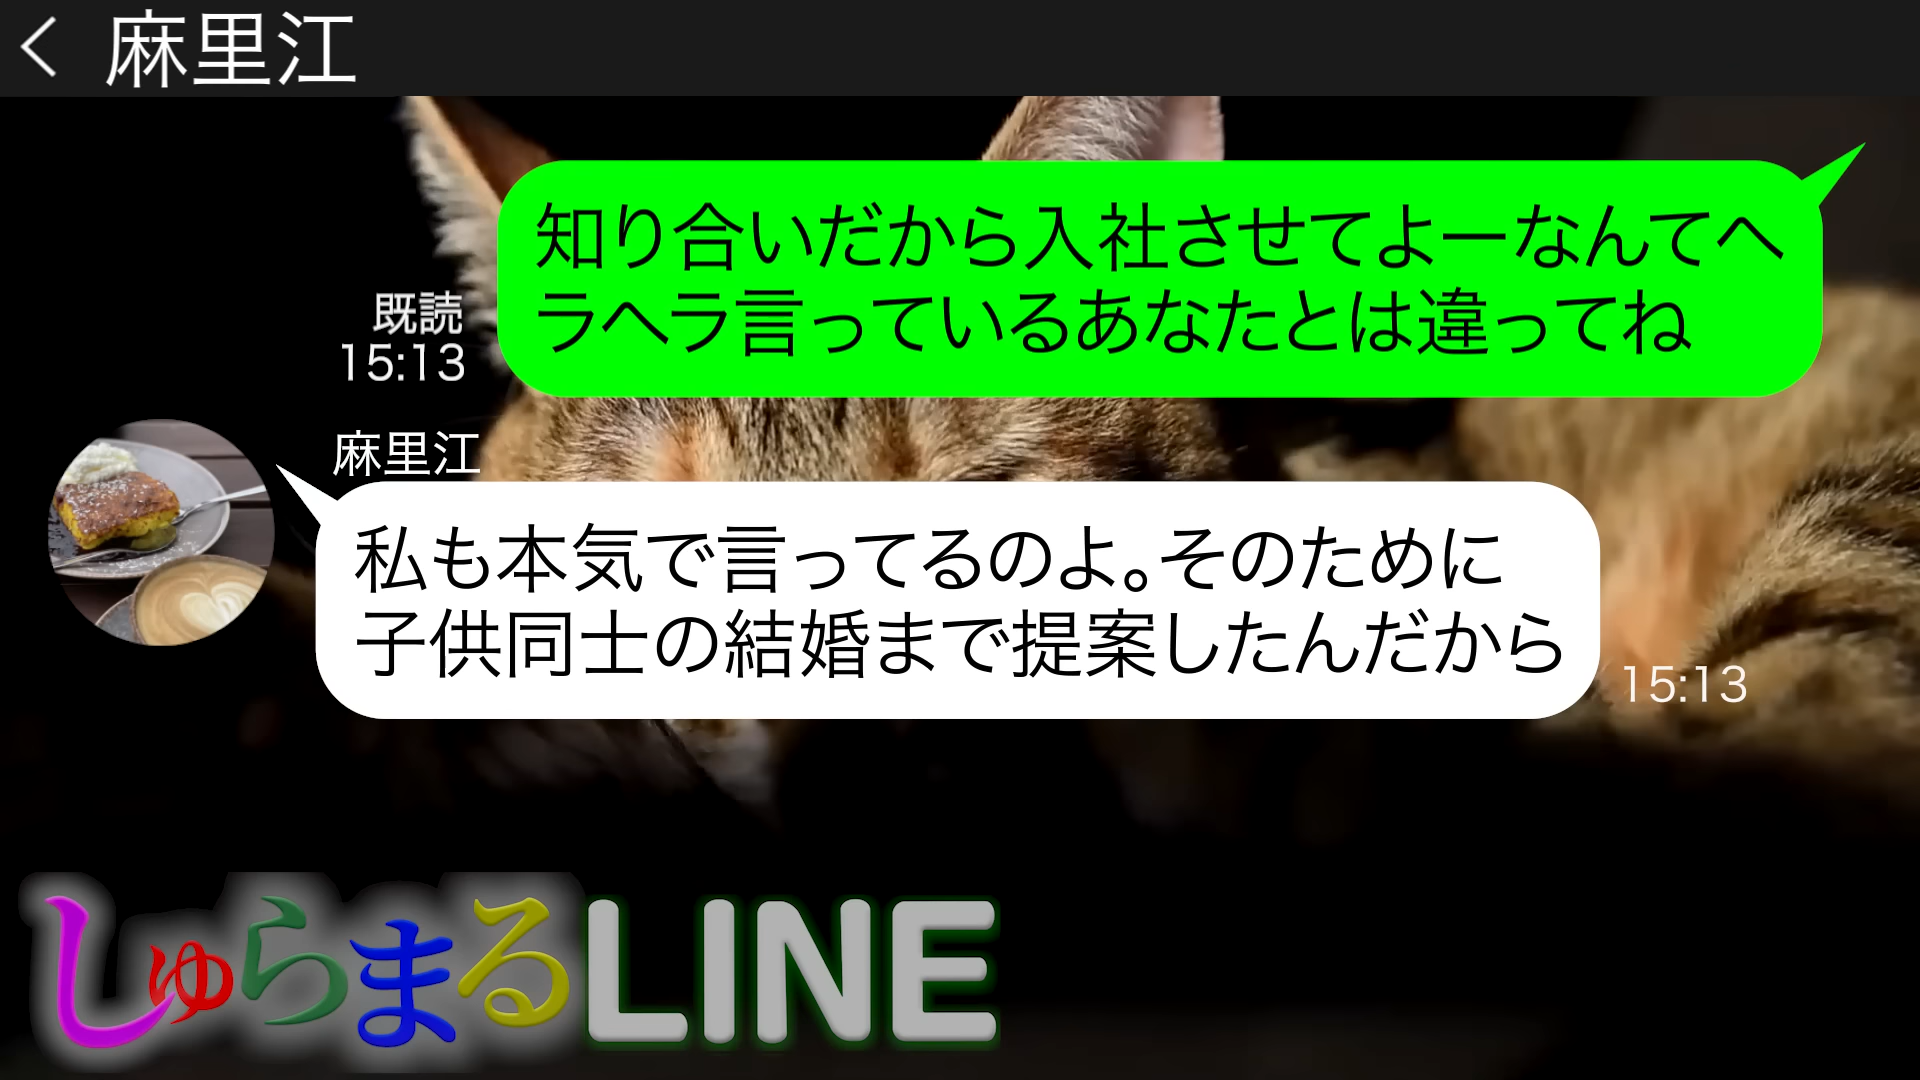 麻里江
知り合いだから入社させてよーなんてヘ
ラヘラ言っているあなたとは違ってね
既読
15:13
麻里江
私も本気で言ってるのよ。そのために
子供同士の結婚まで提案したんだから
15:13
しゅらまるLINE